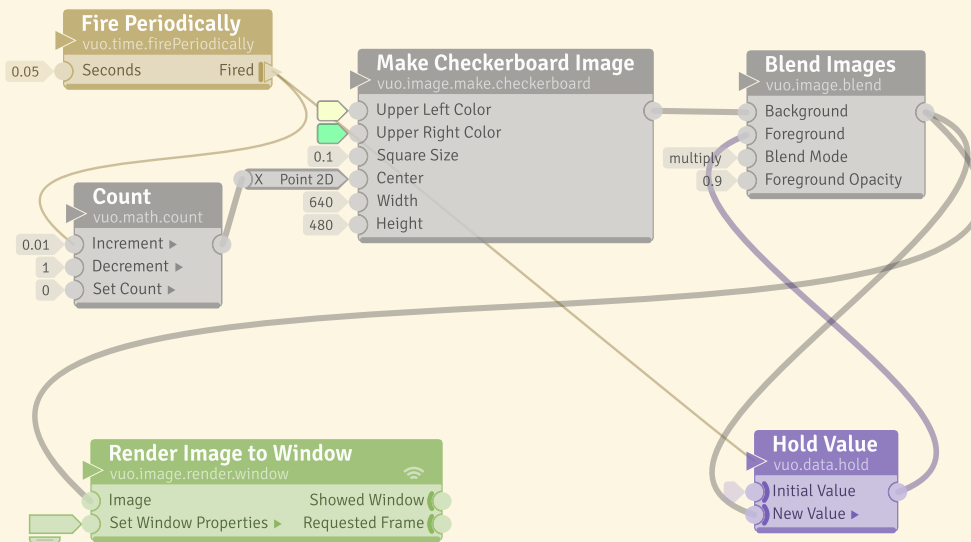 Fire Periodically
vuo.time.firePeriodically
0.05 Seconds Fired
Make Checkerboard Image
vuo.image.make.checkerboard
Upper Left Color
Upper Right Color
0.1 Square Size
X Point 2D Center
640 Width
480 Height
Blend Images
vuo.image.blend
Background
Foreground
multiply Blend Mode
0.9 Foreground Opacity
Count
vuo.math.count
0.01 Increment
1 Decrement
0 Set Count
Render Image to Window
vuo.image.render.window
Image Showed Window
Set Window Properties Requested Frame
Hold Value
vuo.data.hold
Initial Value
New Value